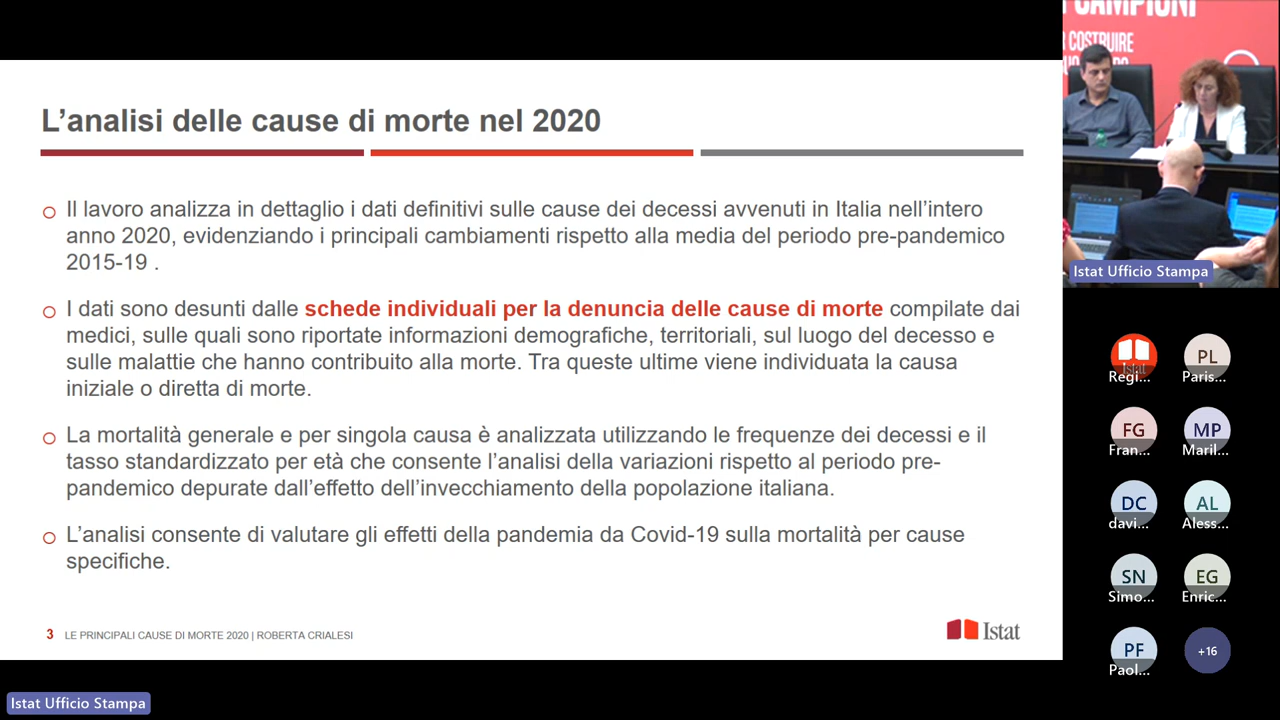 L'analisi delle cause di morte nel 2020
Il lavoro analizza in dettaglio i dati definitivi sulle cause dei decessi avvenuti in Italia nell'intero
anno 2020, evidenziando i principali cambiamenti rispetto alla media del periodo pre-pandemico
2015-19 .
I dati sono desunti dalle schede individuali per la denuncia delle cause di morte compilate dai
medici, sulle quali sono riportate informazioni demografiche, territoriali, sul luogo del decesso e
sulle malattie che hanno contribuito alla morte. Tra queste ultime viene individuata la causa
iniziale o diretta di morte.
La mortalità generale e per singola causa è analizzata utilizzando le frequenze dei decessi e il
tasso standardizzato per età che consente l'analisi della variazioni rispetto al periodo pre-
pandemico depurate dall'effetto dell'invecchiamento della popolazione italiana.
L'analisi consente di valutare gli effetti della pandemia da Covid-19 sulla mortalità per cause
specifiche.
3 LE PRINCIPALI CAUSE DI MORTE 2020 | ROBERTA CRIALESI
Istat
Istat Ufficio Stampa
CAMPIONI
COSTRUIRE
Istat Ufficio Stampa
Istat
Regi...
PL
Paris...
FG
Fran...
MP
Maril...
DC
davi...
AL
Aless...
SN
Simo...
EG
Enric...
PF
Paol...
+16